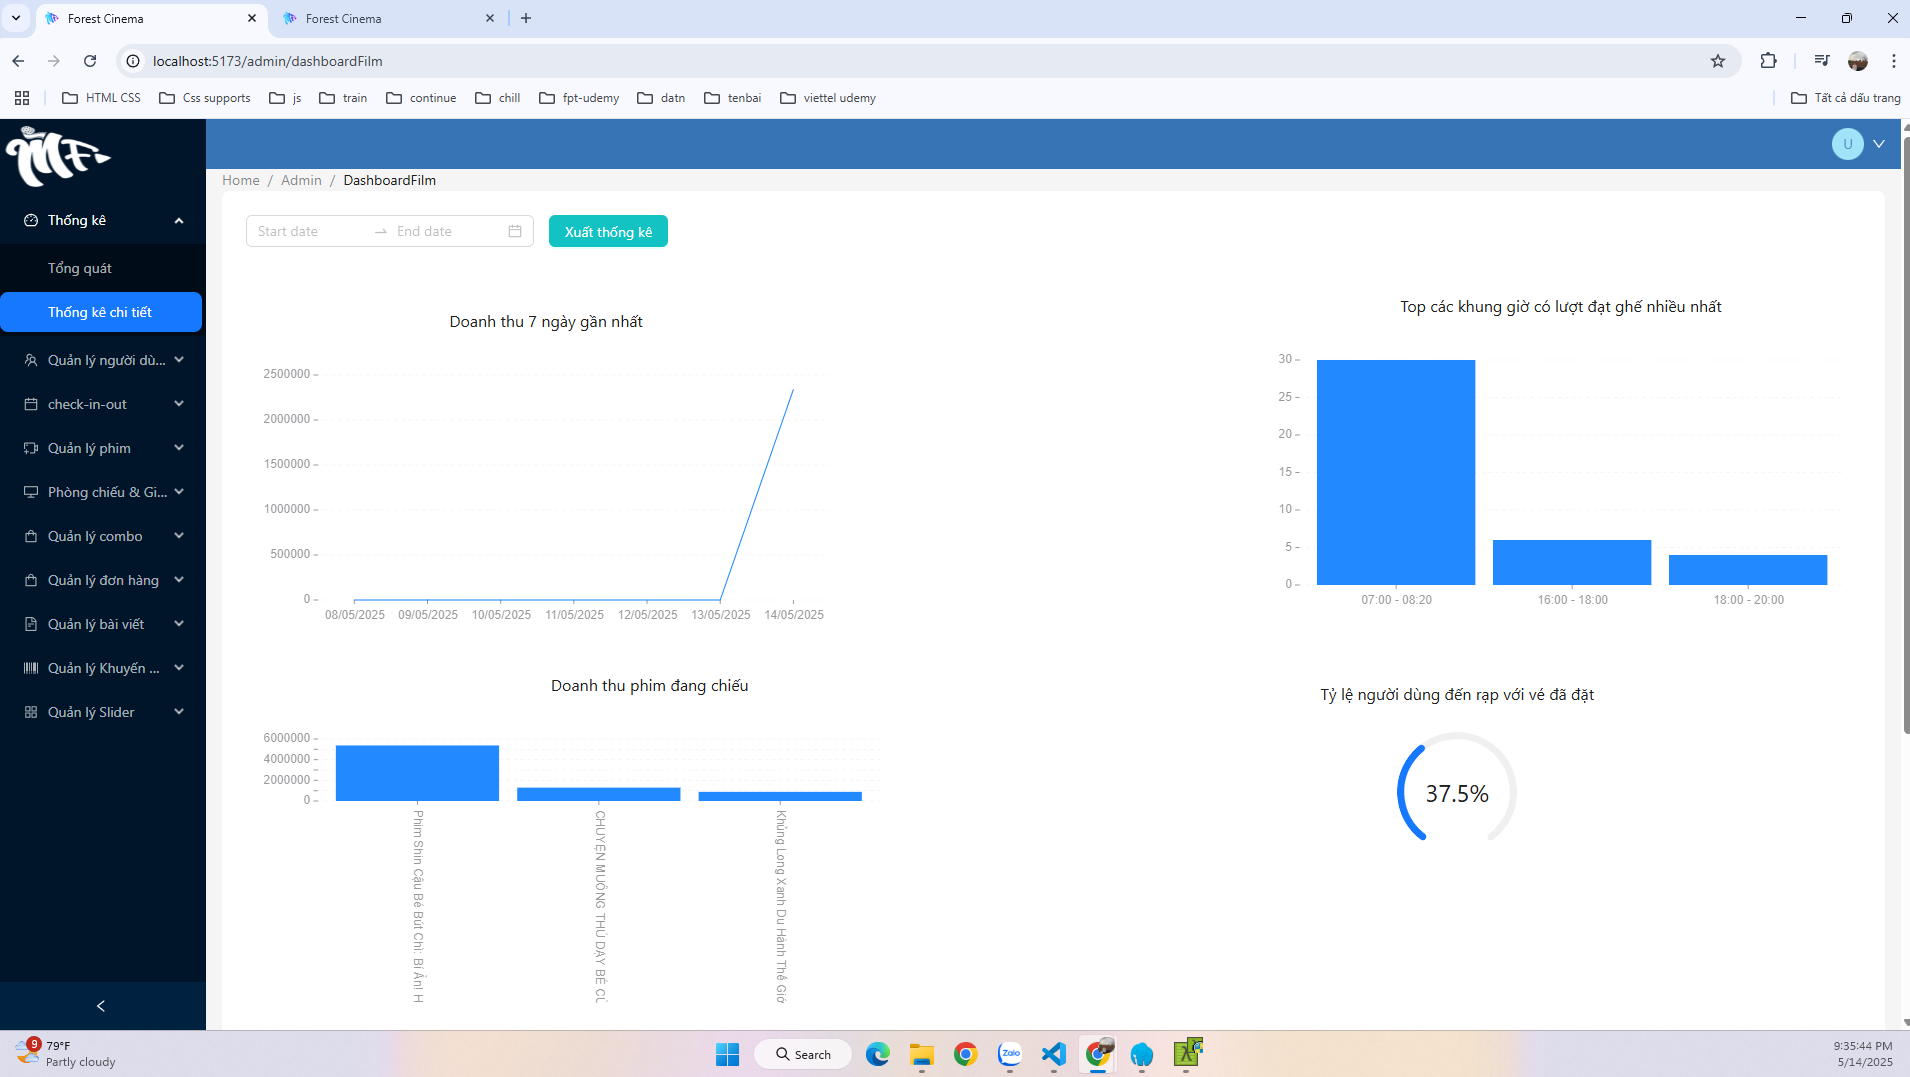 Forest Cinema
Forest Cinema
localhost:5173/admin/dashboardFilm
HTML CSS
Css supports
js
train
continue
chill
fpt-udemy
datn
tenbai
viettel udemy
Tất cả dấu trang
MF
U
Home / Admin / DashboardFilm
Thống kê
Tổng quát
Thống kê chi tiết
Quản lý người dù...
check-in-out
Quản lý phim
Phòng chiếu & Gi...
Quản lý combo
Quản lý đơn hàng
Quản lý bài viết
Quản lý Khuyến ...
Quản lý Slider
Start date
End date
Xuất thống kê
Doanh thu 7 ngày gần nhất
2500000
2000000
1500000
1000000
500000
0
08/05/2025 09/05/2025 10/05/2025 11/05/2025 12/05/2025 13/05/2025 14/05/2025
Top các khung giờ có lượt đạt ghế nhiều nhất
30
25
20
15
10
5
0
07:00 - 08:20
16:00 - 18:00
18:00 - 20:00
Doanh thu phim đang chiếu
6000000
4000000
2000000
0
Phim Shin Cậu Bé Bút Chì: Bí Ẩn! H
CHUYỆN MUÔNG THÚ DẠY BÉ CỪ
Khủng Long Xanh Du Hành Thế Giớ
Tỷ lệ người dùng đến rạp với vé đã đặt
37.5%
9
79°F
Partly cloudy
Search
Zalo
9:35:44 PM
5/14/2025